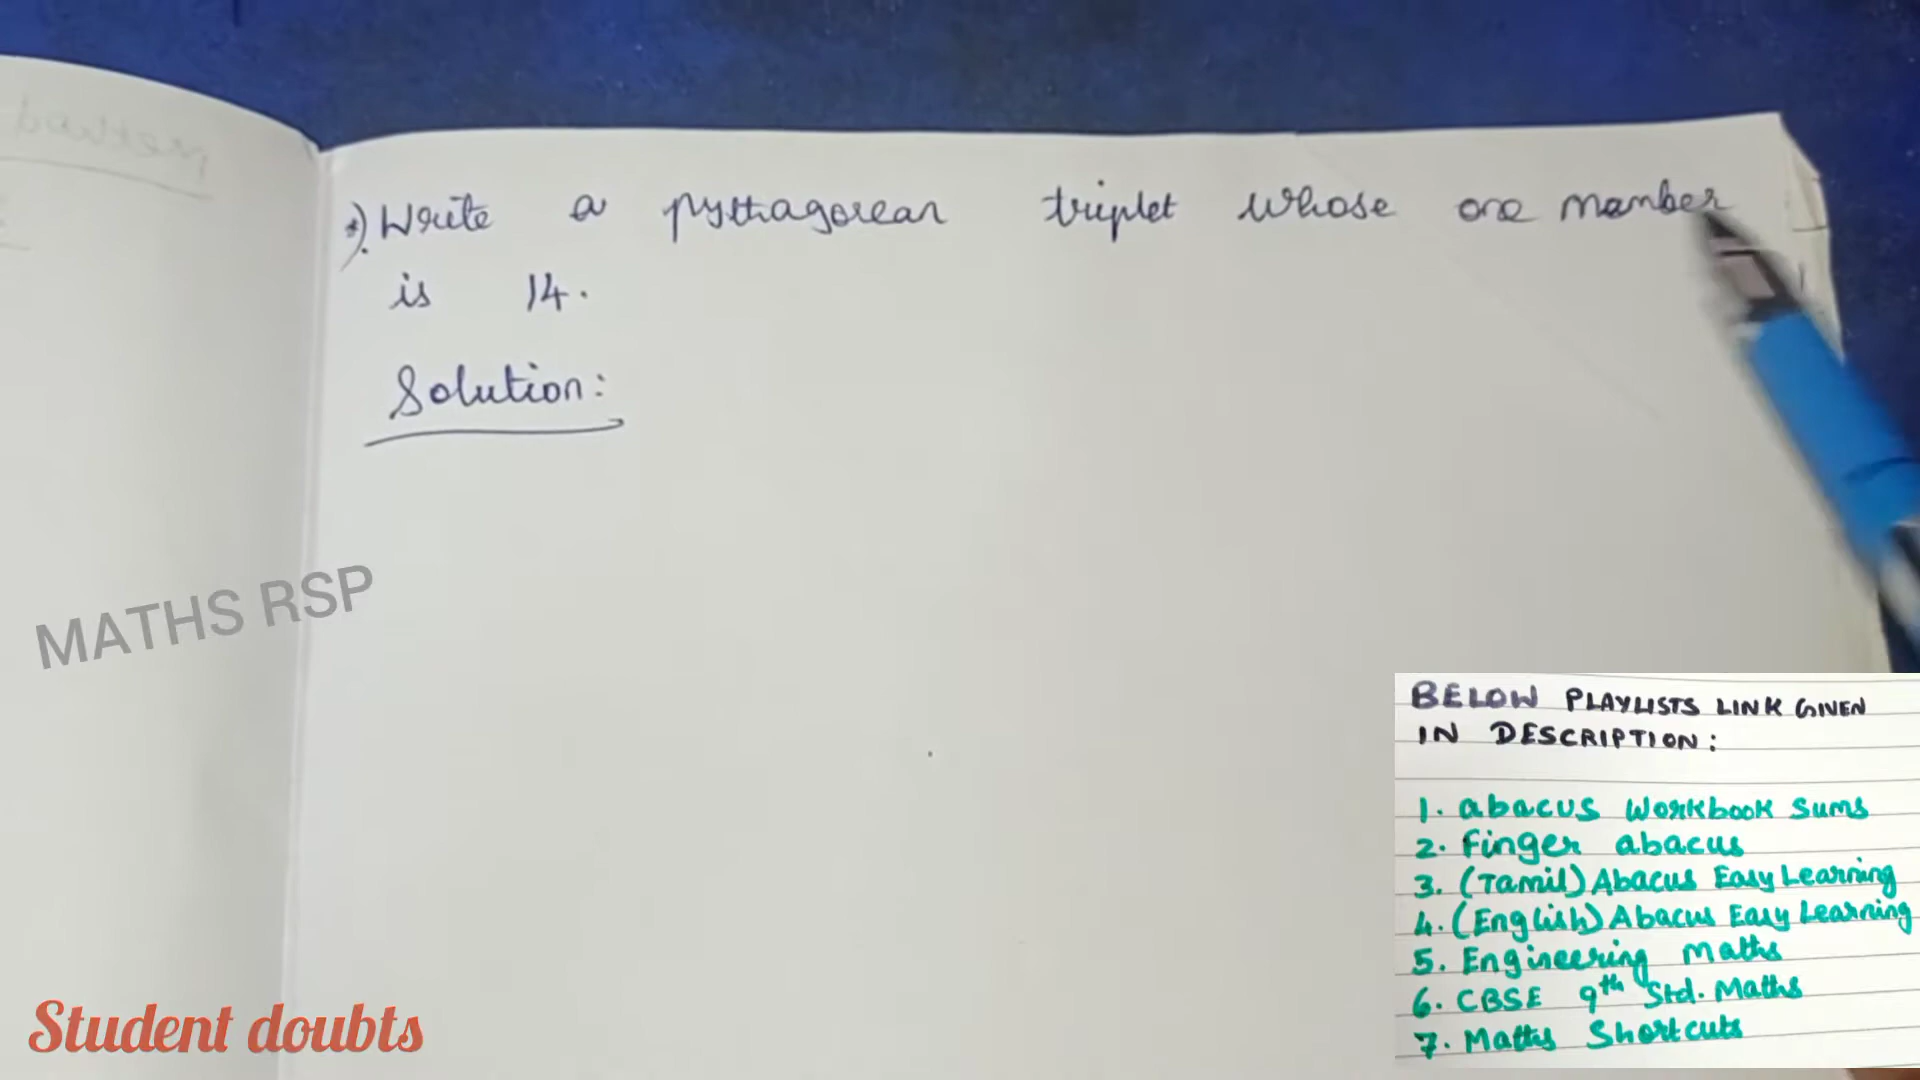 *). Write a pythagorean triplet whose one member
is 14.
Solution:
MATHS RSP
Student doubts
BELOW PLAYLISTS LINK GIVEN
IN DESCRIPTION:
1. abacus Workbook Sums
2. Finger abacus
3. (Tamil) Abacus Easy Learning
4. (English) Abacus Easy Learning
5. Engineering Maths
6. CBSE 9th Std. Maths
7. Maths Shortcuts